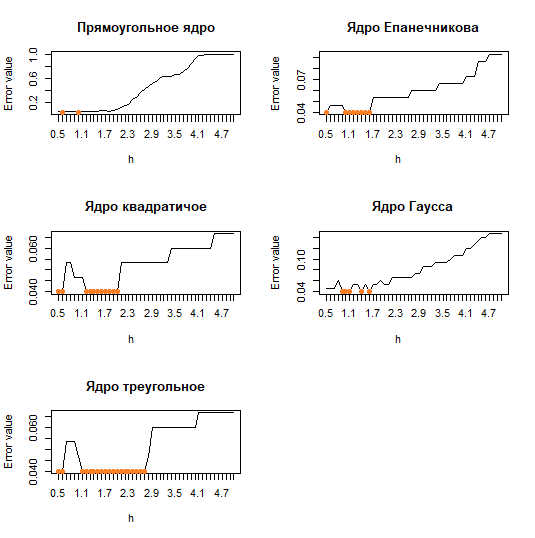 Прямоугольное ядро
Error value
0.2 0.6 1.0
0.5 1.1 1.7 2.3 2.9 3.5 4.1 4.7
h
Ядро Епанечникова
Error value
0.04 0.07
0.5 1.1 1.7 2.3 2.9 3.5 4.1 4.7
h
Ядро квадратичое
Error value
0.040 0.060
0.5 1.1 1.7 2.3 2.9 3.5 4.1 4.7
h
Ядро Гаусса
Error value
0.04 0.10
0.5 1.1 1.7 2.3 2.9 3.5 4.1 4.7
h
Ядро треугольное
Error value
0.040 0.060
0.5 1.1 1.7 2.3 2.9 3.5 4.1 4.7
h